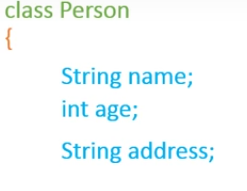 class Person
{
String name;
int age;
String address;